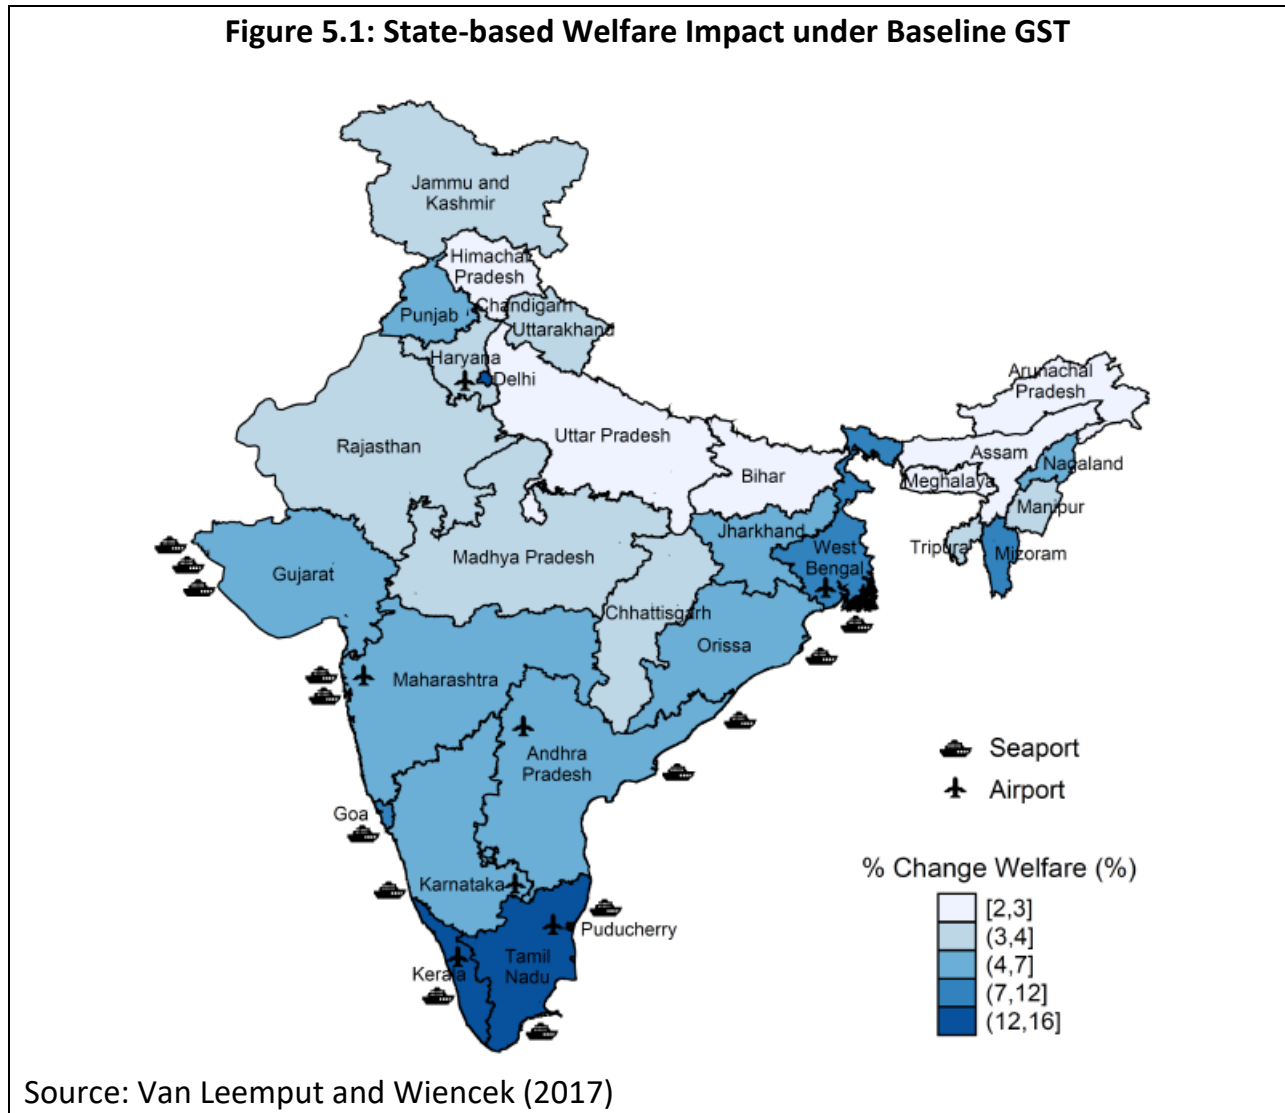 Figure 5.1: State-based Welfare Impact under Baseline GST
Jammu and
Kashmir
Himachal
Pradesh
Chandigarh
Punjab
Uttarakhand
Haryana
Delhi
Arunachal
Pradesh
Rajasthan
Uttar Pradesh
Assam
Nagaland
Bihar
Meghalaya
Manipur
Jharkhand
West
Bengal
Tripura
Mizoram
Madhya Pradesh
Gujarat
Chhattisgarh
Orissa
Maharashtra
Andhra
Pradesh
Seaport
Airport
Goa
Karnataka
Puducherry
Kerala
Tamil
Nadu
% Change Welfare (%)
[2,3]
(3,4]
(4,7]
(7,12]
(12,16]
Source: Van Leemput and Wiencek (2017)